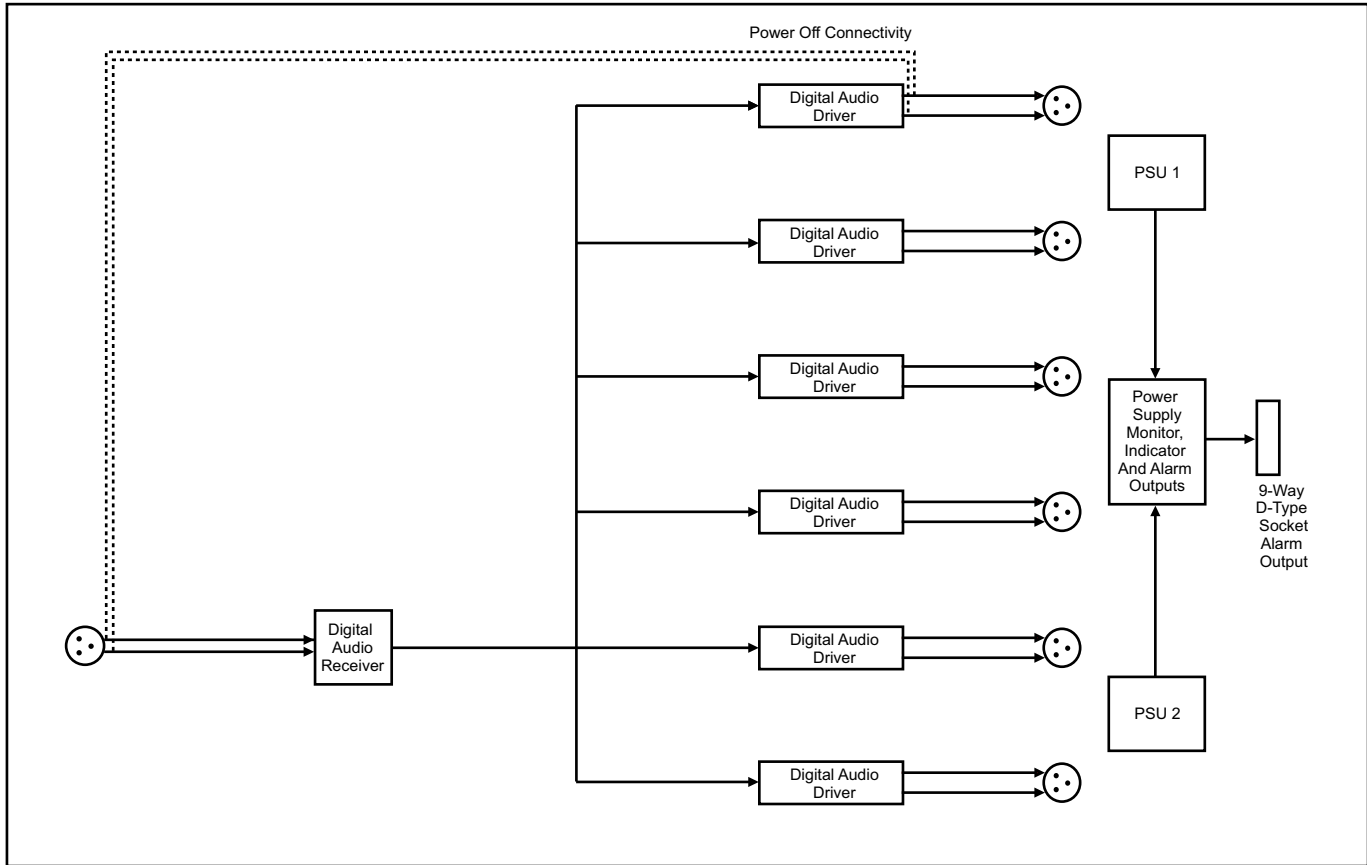 Power Off Connectivity
Digital Audio
Driver
PSU 1
Digital Audio
Driver
Digital Audio
Driver
Power
Supply
Monitor,
Indicator
And Alarm
Outputs
9-Way
D-Type
Socket
Alarm
Output
Digital Audio
Driver
Digital
Audio
Receiver
Digital Audio
Driver
PSU 2
Digital Audio
Driver